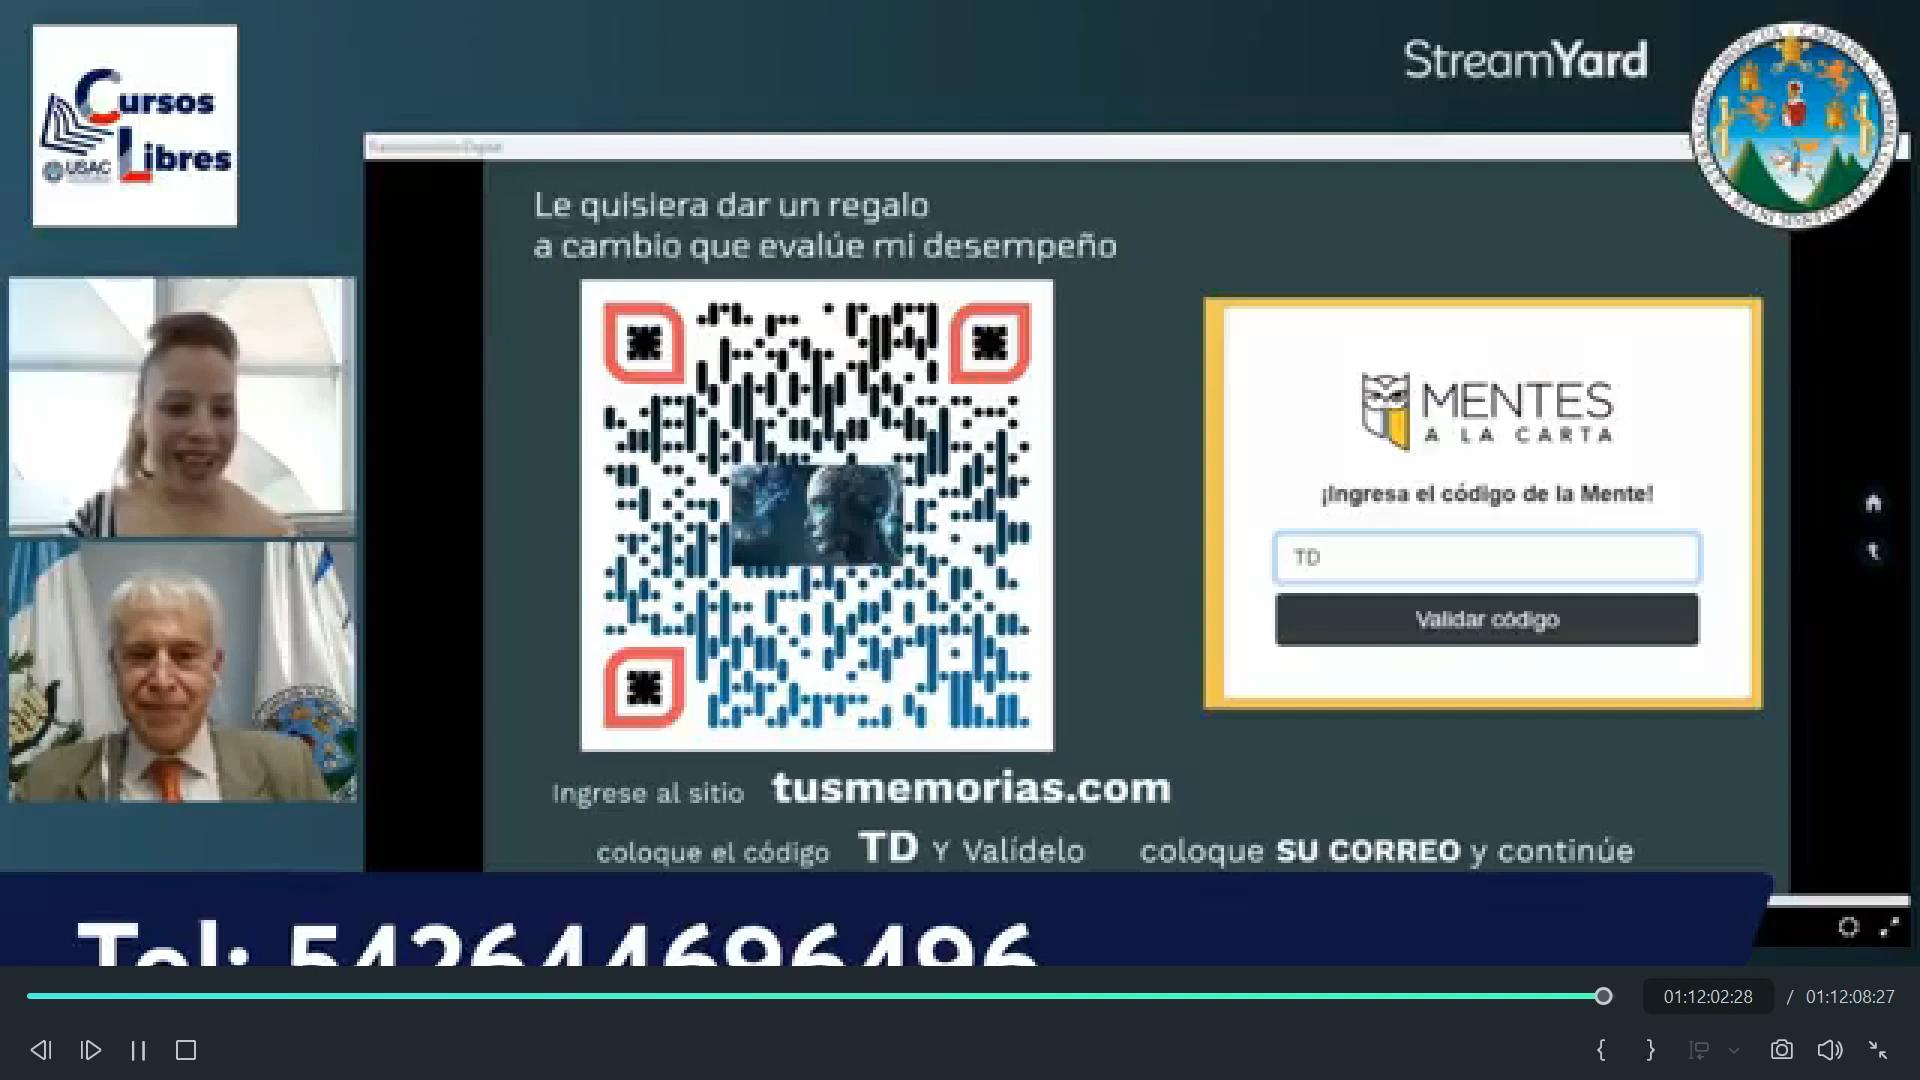 Cursos
Libres
USAC
StreamYard
Le quisiera dar un regalo
a cambio que evalúe mi desempeño
MENTES
A LA CARTA
¡Ingresa el código de la Mente!
TD
Validar código
Ingrese al sitio tusmemorias.com
coloque el código TD Y Valídelo coloque SU CORREO y continúe
Tel: 542644696496
01:12:02:28 / 01:12:08:27